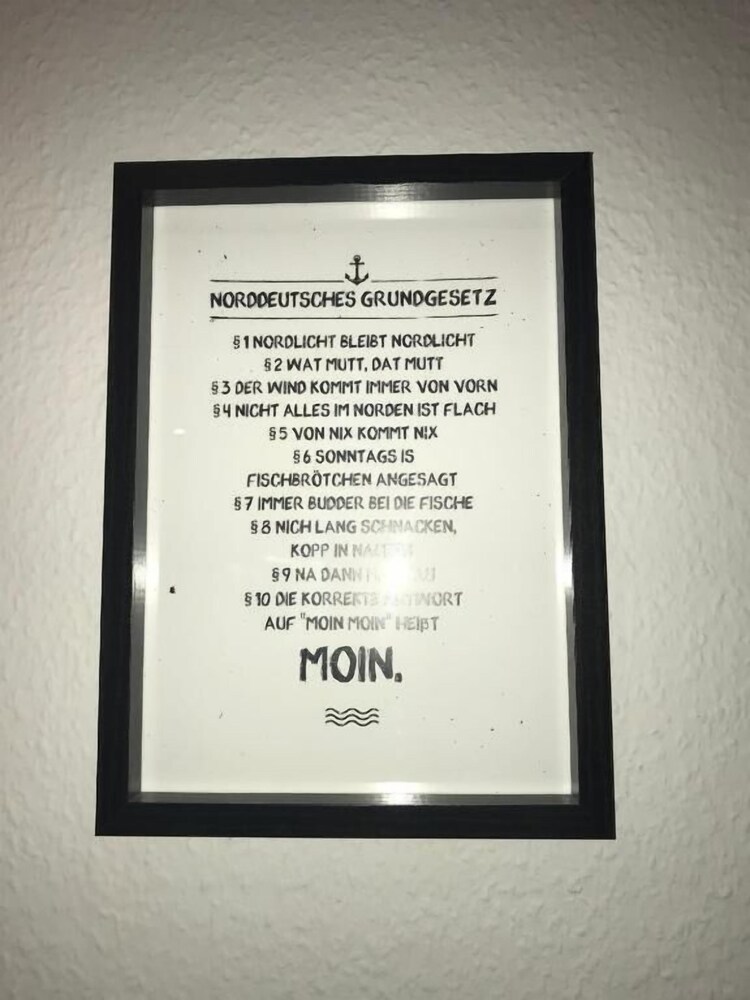 NORDDEUTSCHES GRUNDGESETZ
§1 NORDLICHT BLEIBT NORDLICHT
§2 WAT MUTT, DAT MUTT
§3 DER WIND KOMMT IMMER VON VORN
§4 NICHT ALLES IM NORDEN IST FLACH
§5 VON NIX KOMMT NIX
§6 SONNTAGS IS
FISCHBRÖTCHEN ANGESAGT
§7 IMMER BUDDER BEI DIE FISCHE
§8 NICH LANG SCHNACKEN,
KOPP IN
§9 NA DANN
§10 DIE KORREKTE ANTWORT
AUF "MOIN MOIN" HEIßT
MOIN.